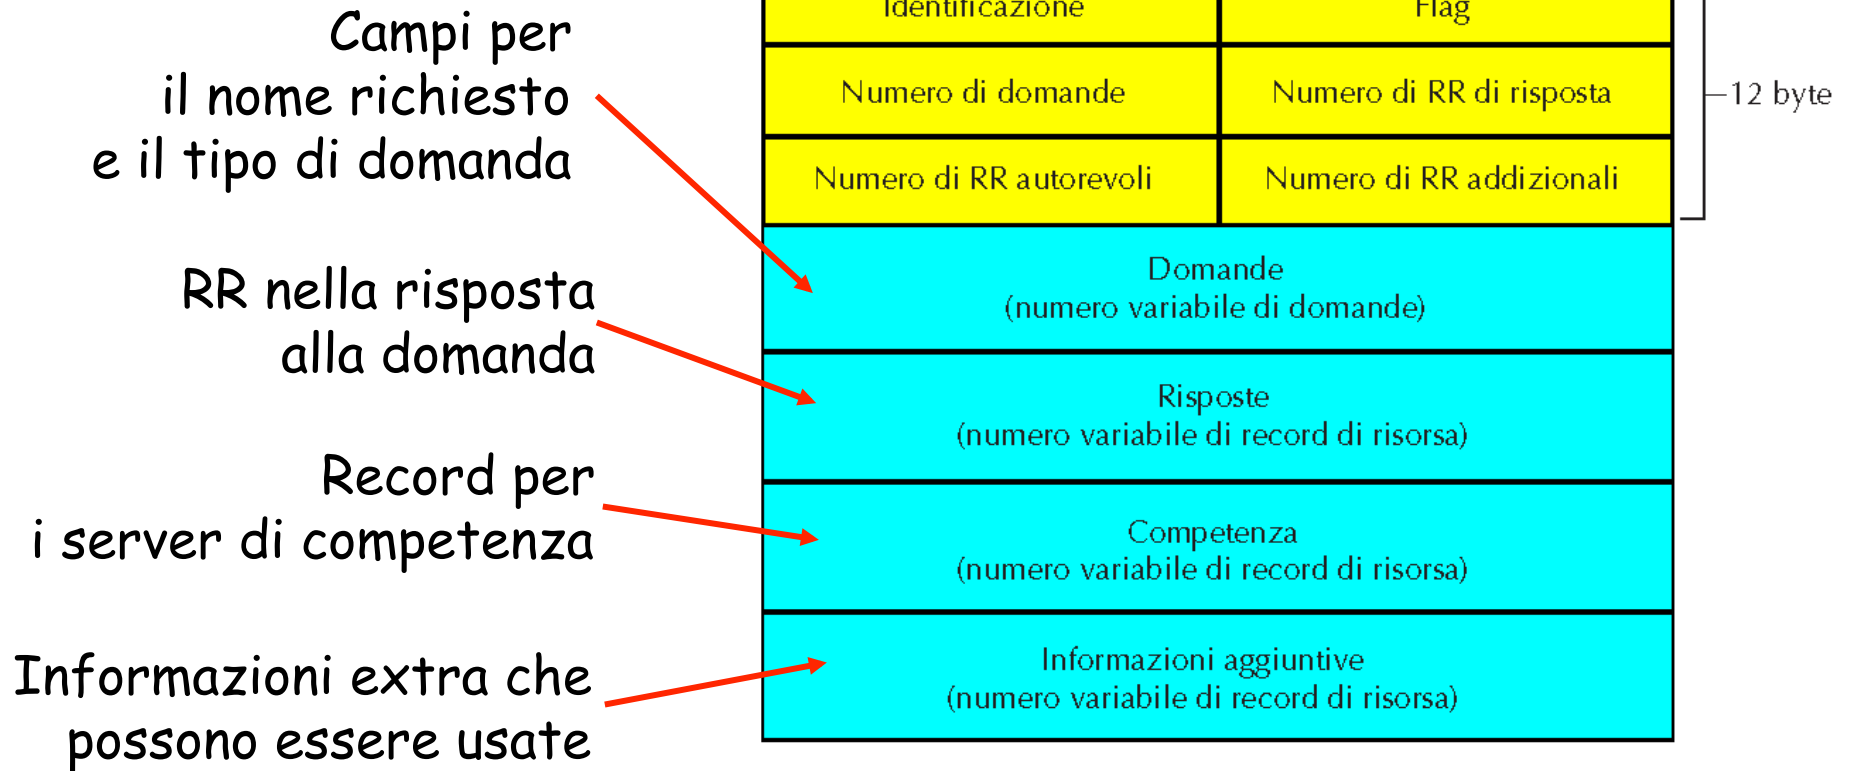 Campi per
il nome richiesto
e il tipo di domanda
RR nella risposta
alla domanda
Record per
i server di competenza
Informazioni extra che
possono essere usate
Identificazione
Flag
Numero di domande
Numero di RR di risposta
12 byte
Numero di RR autorevoli
Numero di RR addizionali
Domande
(numero variabile di domande)
Risposte
(numero variabile di record di risorsa)
Competenza
(numero variabile di record di risorsa)
Informazioni aggiuntive
(numero variabile di record di risorsa)